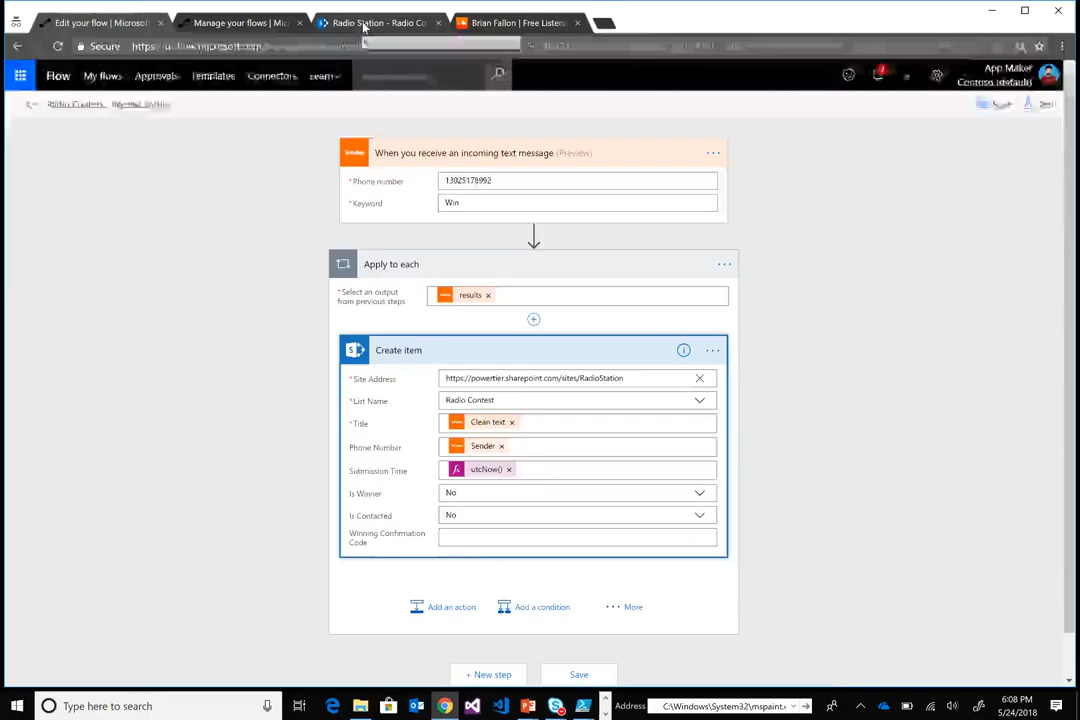 Edit your flow | Microsoft
Manage your flows | Mic
Radio Station - Radio Co
Brian Fallon | Free Listen
Secure
Flow
My flows
Approvals
Templates
Connectors
Learn
App Maker
Contoso (default)
When you receive an incoming text message (Preview)
*Phone number
13025178992
*Keyword
Win
Apply to each
*Select an output
from previous steps
results
Create item
*Site Address
https://powertier.sharepoint.com/sites/RadioStation
*List Name
Radio Contest
*Title
Clean text
Phone Number
Sender
Submission Time
utcNow()
Is Winner
No
Is Contacted
No
Winning Confirmation
Code
Add an action
Add a condition
More
+ New step
Save
Type here to search
Address
C:\Windows\System32\mspaint.
6:08 PM
5/24/2018